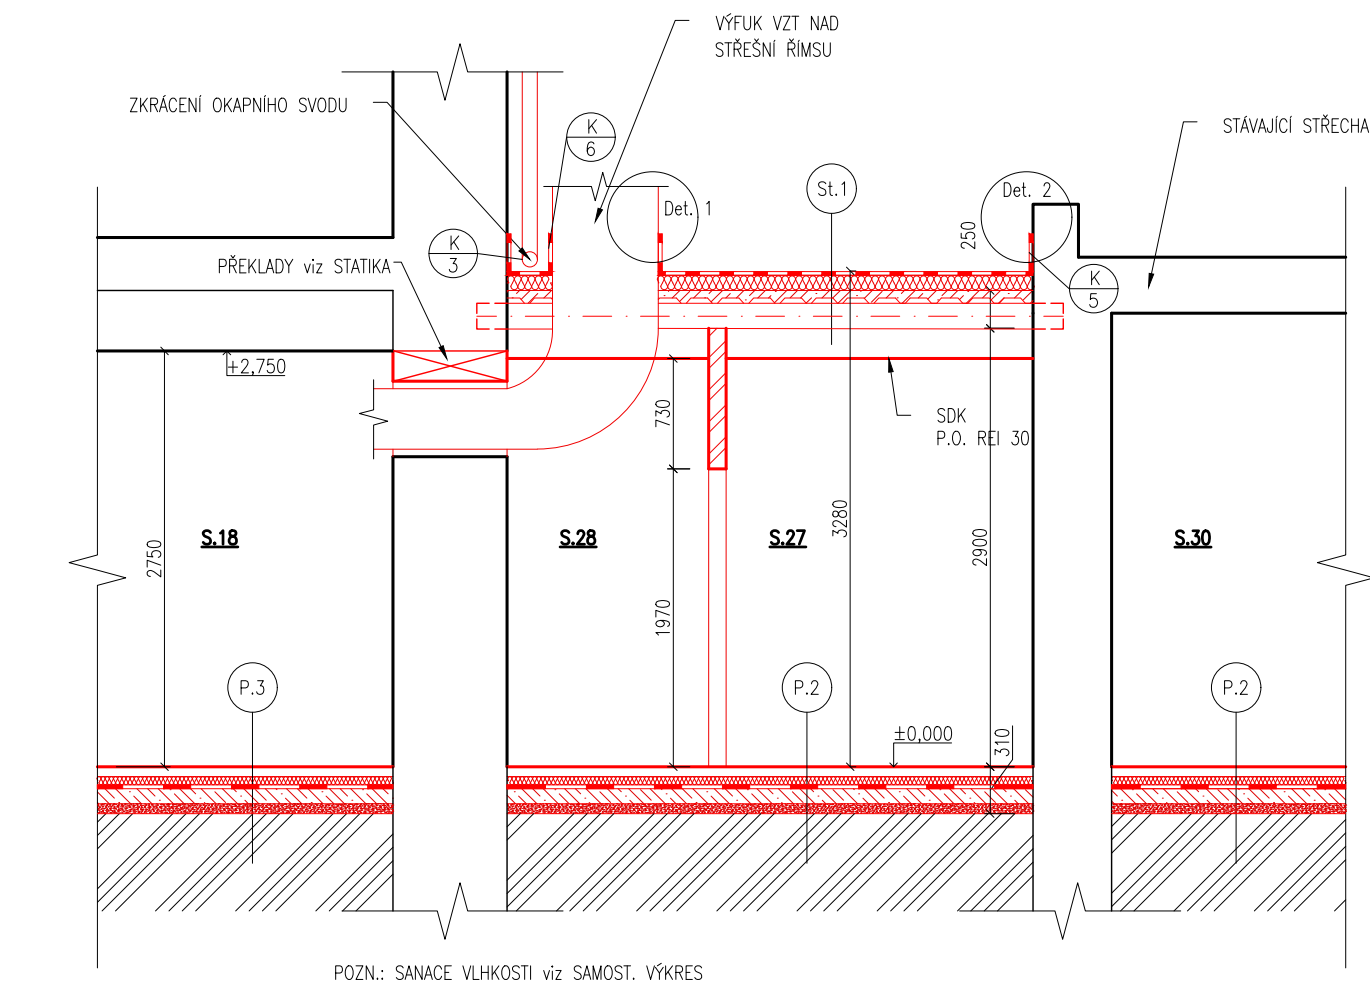 VÝFUK VZT NAD
STŘEŠNÍ ŘÍMSU
ZKRÁCENÍ OKAPNÍHO SVODU
K
6
STÁVAJÍCÍ STŘECHA
St.1
Det. 1
Det. 2
250
K
3
PŘEKLADY viz STATIKA
K
5
+2,750
730
SDK
P.O. REI 30
S.18
S.28
S.27
S.30
2750
3280
2900
1970
P.3
P.2
P.2
±0,000
310
POZN.: SANACE VLHKOSTI viz SAMOST. VÝKRES